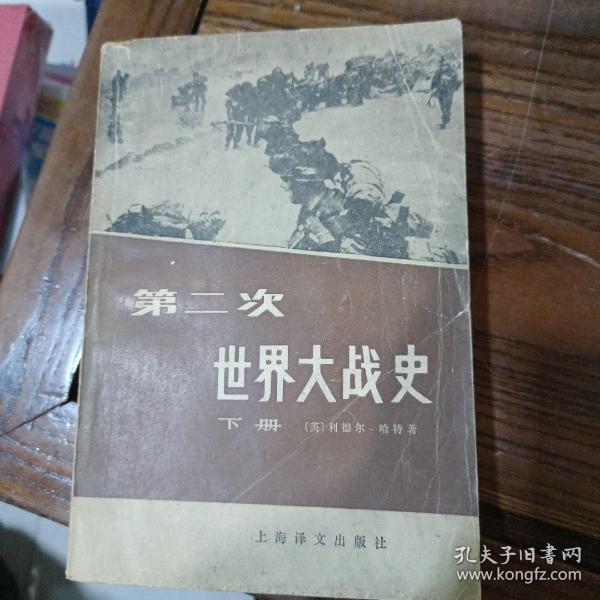 第二次
世界大战史
下册 〔英〕利德尔-哈特著
上海译文出版社
孔夫子旧書网
www.kongfz.com